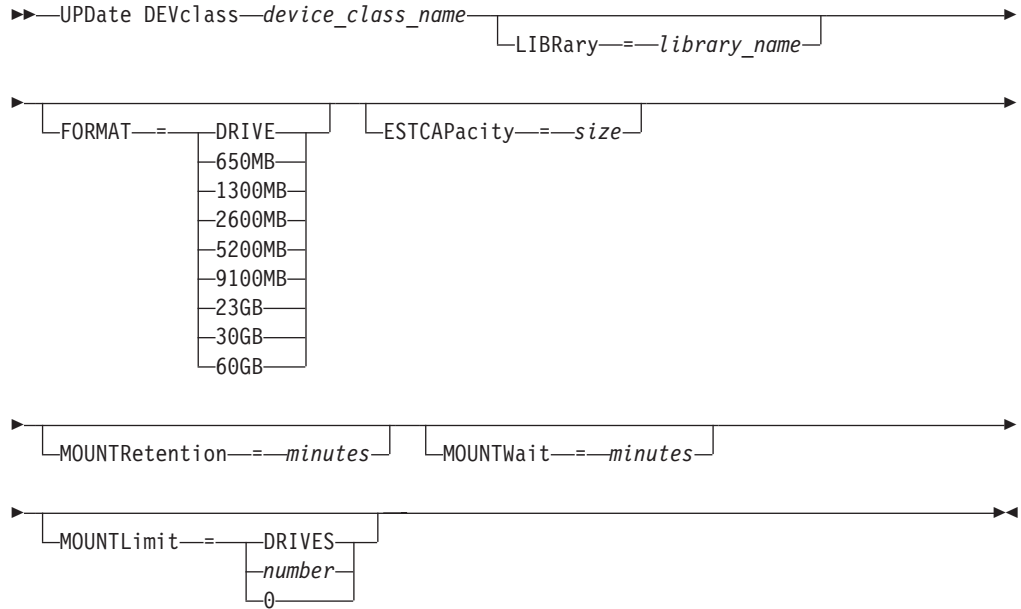 UPDate DEVclass device_class_name
LIBRary = library_name
FORMAT = DRIVE
650MB
1300MB
2600MB
5200MB
9100MB
23GB
30GB
60GB
ESTCAPacity = size
MOUNTRetention = minutes
MOUNTWait = minutes
MOUNTLimit = DRIVES
number
0